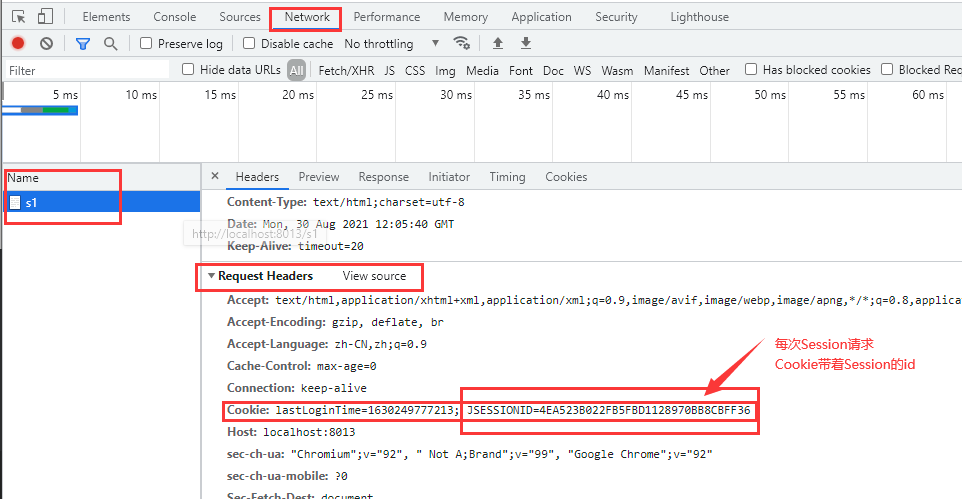 Elements Console Sources Network Performance Memory Application Security Lighthouse
Preserve log Disable cache No throttling
Filter Hide data URLs All Fetch/XHR JS CSS Img Media Font Doc WS Wasm Manifest Other Has blocked cookies Blocked Req
5 ms 10 ms 15 ms 20 ms 25 ms 30 ms 35 ms 40 ms 45 ms 50 ms 55 ms 60 ms
Name
s1
× Headers Preview Response Initiator Timing Cookies
Content-Type: text/html;charset=utf-8
Date: Mon, 30 Aug 2021 12:05:40 GMT
http://localhost:8013/s1
Keep-Alive: timeout=20
Request Headers View source
Accept: text/html,application/xhtml+xml,application/xml;q=0.9,image/avif,image/webp,image/apng,*/*;q=0.8,applicat
Accept-Encoding: gzip, deflate, br
Accept-Language: zh-CN,zh;q=0.9
Cache-Control: max-age=0
Connection: keep-alive
Cookie: lastLoginTime=1630249777213; JSESSIONID=4EA523B022FB5FBD1128970BB8CBFF36
Host: localhost:8013
sec-ch-ua: "Chromium";v="92", " Not A;Brand";v="99", "Google Chrome";v="92"
sec-ch-ua-mobile: ?0
Sec-Fetch-Dest: document
每次Session请求
Cookie带着Session的id